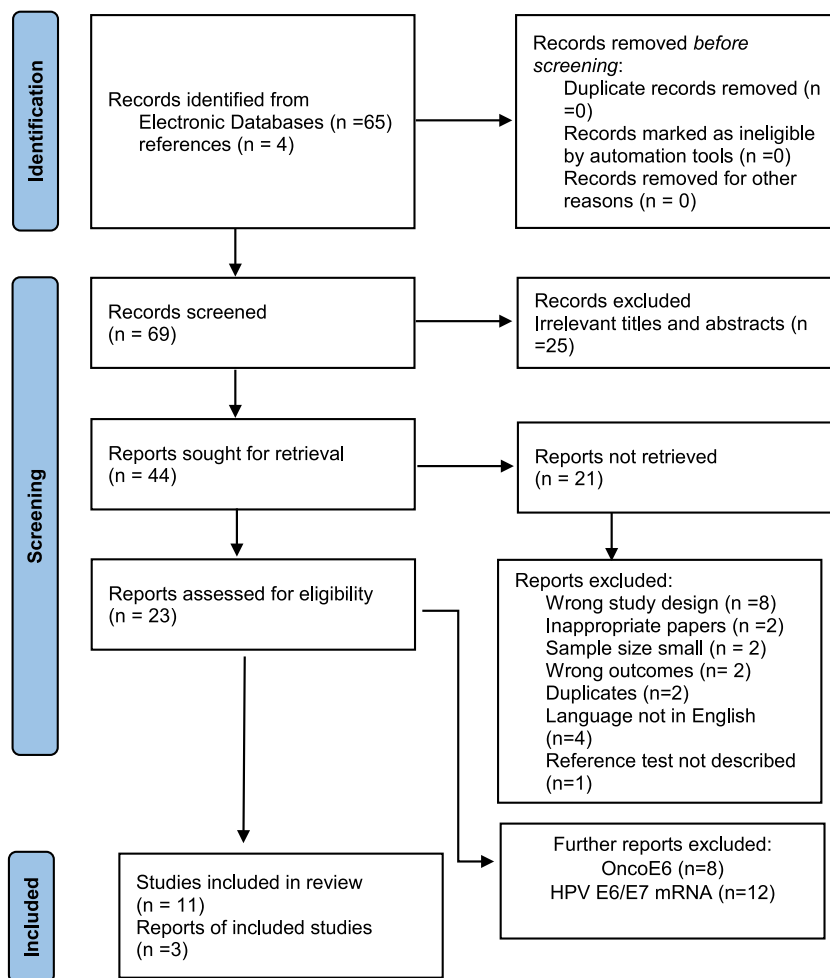 Identification
Records identified from
Electronic Databases (n =65)
references (n = 4)
Records removed before
screening:
Duplicate records removed (n
=0)
Records marked as ineligible
by automation tools (n =0)
Records removed for other
reasons (n = 0)
Screening
Records screened
(n = 69)
Records excluded
Irrelevant titles and abstracts (n
=25)
Reports sought for retrieval
(n = 44)
Reports not retrieved
(n = 21)
Reports assessed for eligibility
(n = 23)
Reports excluded:
Wrong study design (n =8)
Inappropriate papers (n =2)
Sample size small (n = 2)
Wrong outcomes (n= 2)
Duplicates (n=2)
Language not in English
(n=4)
Reference test not described
(n=1)
Included
Studies included in review
(n = 11)
Reports of included studies
(n =3)
Further reports excluded:
OncoE6 (n=8)
HPV E6/E7 mRNA (n=12)